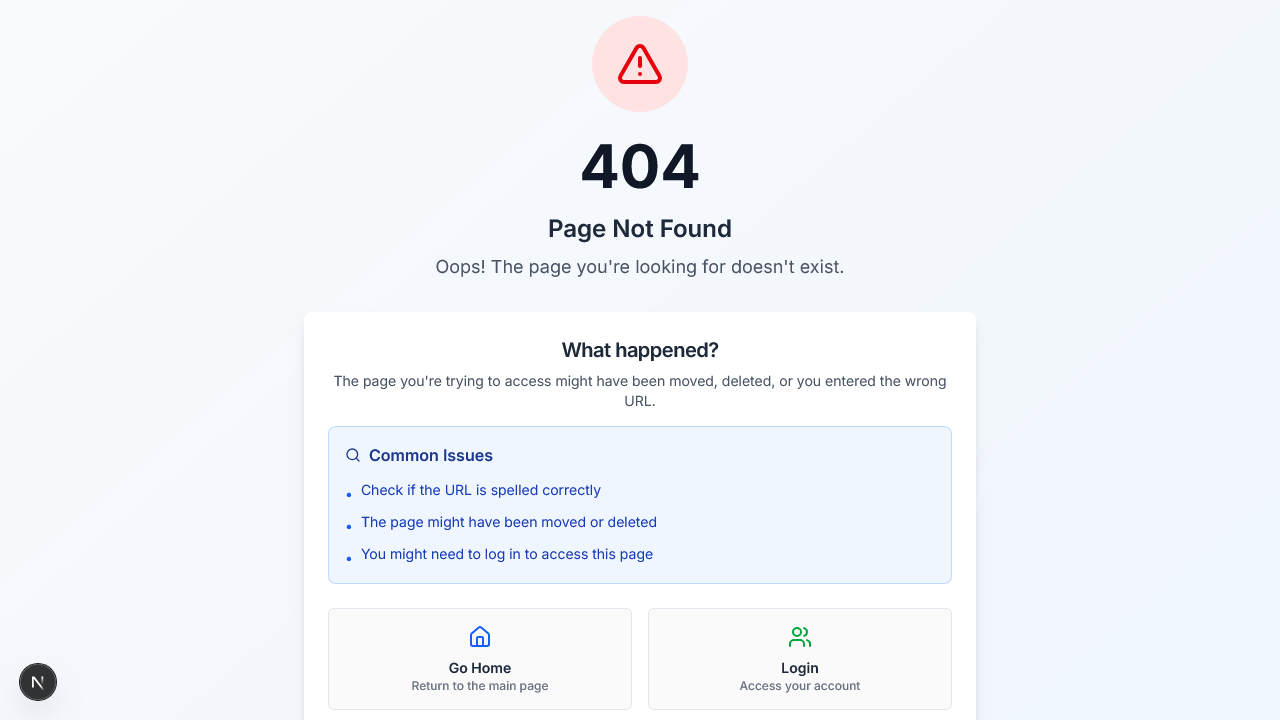 404
Page Not Found
Oops! The page you're looking for doesn't exist.
What happened?
The page you're trying to access might have been moved, deleted, or you entered the wrong
URL.
Common Issues
• Check if the URL is spelled correctly
• The page might have been moved or deleted
• You might need to log in to access this page
Go Home
Return to the main page
Login
Access your account
N